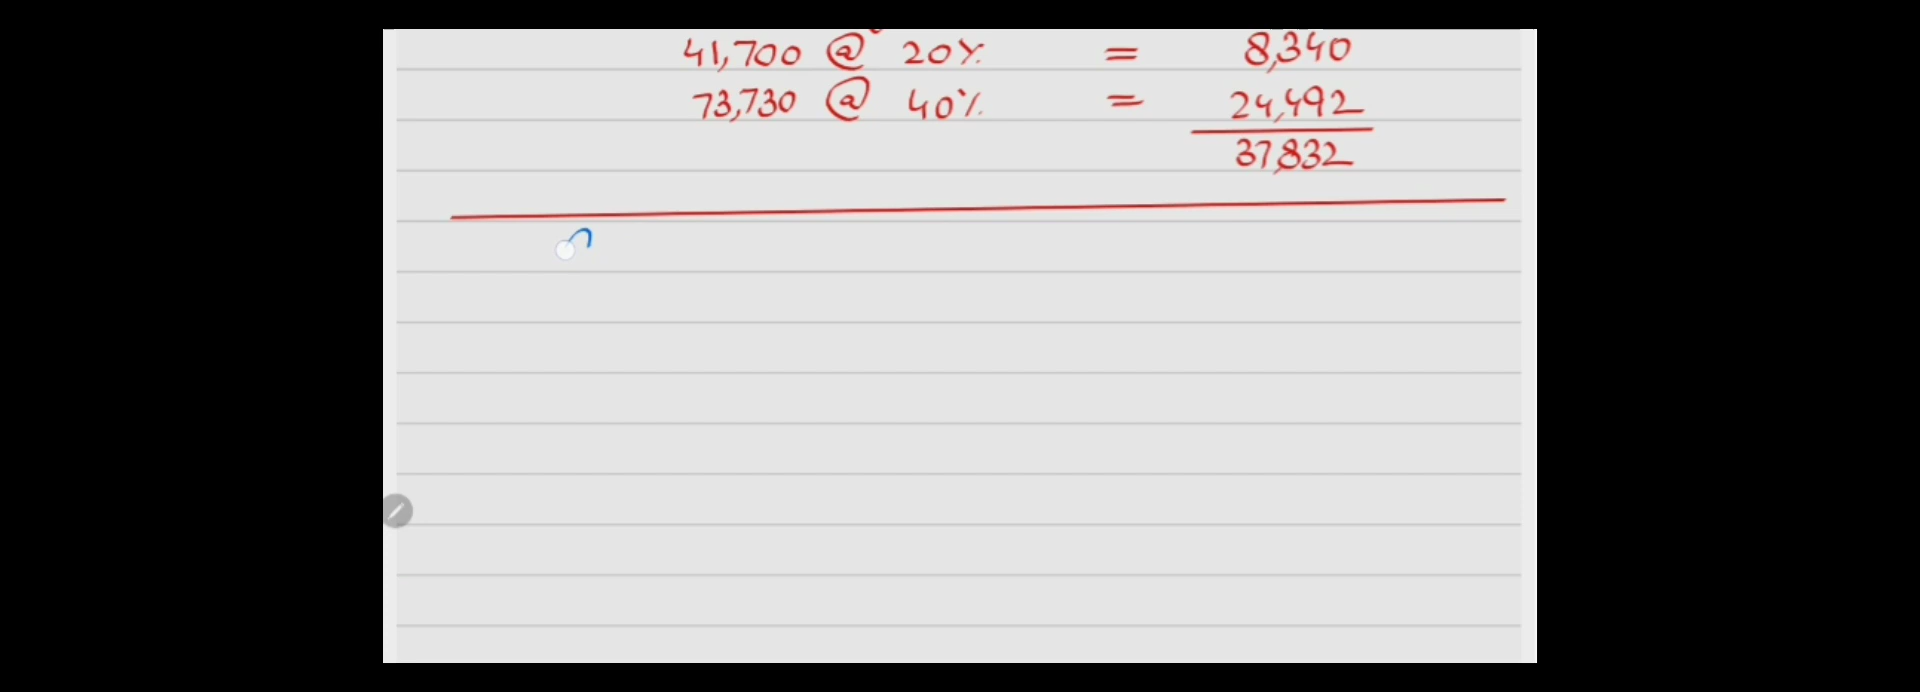 41,700 @ 20% = 8,340
73,730 @ 40% = 24,492
37,832